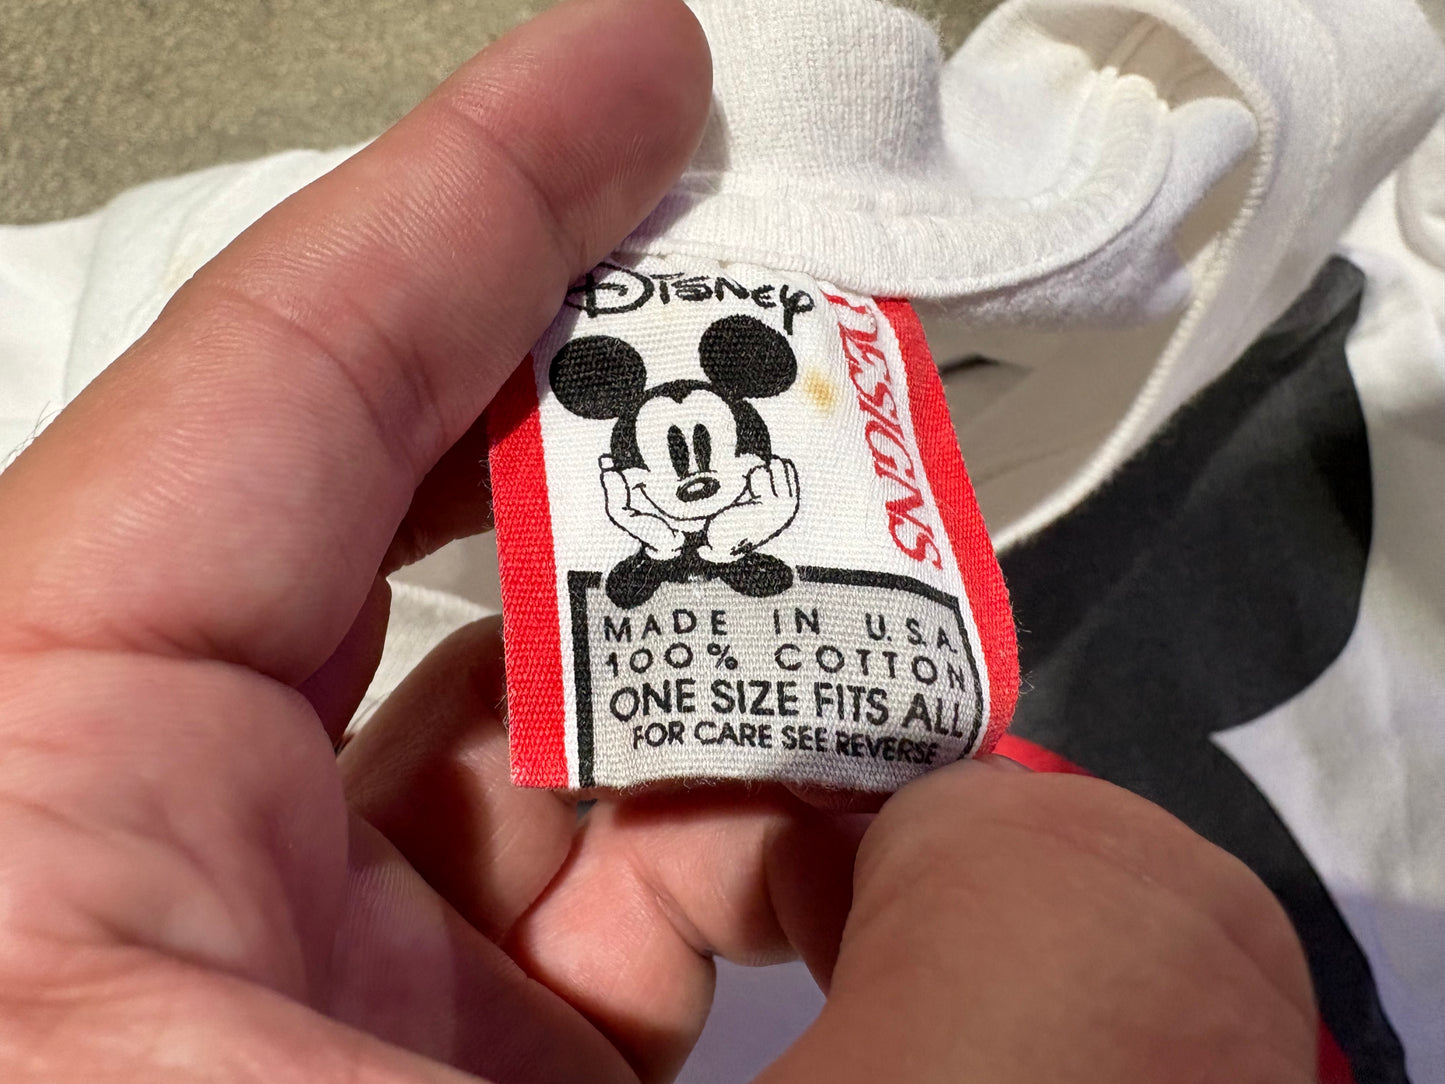 Disney
DESIGNS
MADE IN U.S.A.
100% COTTON
ONE SIZE FITS ALL
FOR CARE SEE REVERSE